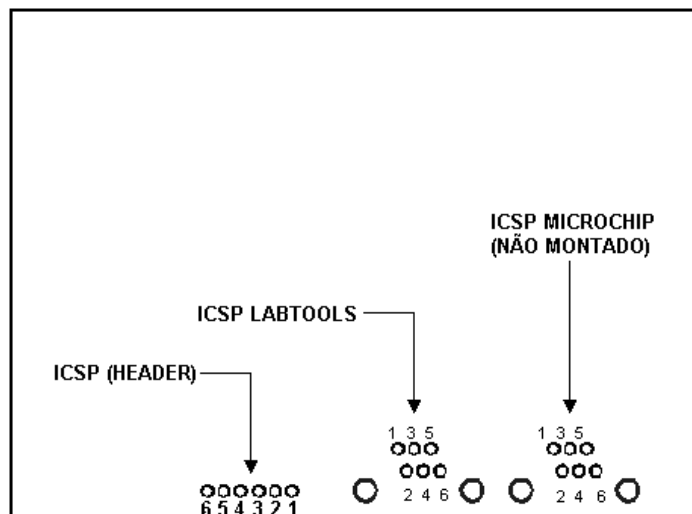 ICSP MICROCHIP
(NÃO MONTADO)
ICSP LABTOOLS
ICSP (HEADER)
1 3 5
2 4 6
1 3 5
2 4 6
6 5 4 3 2 1